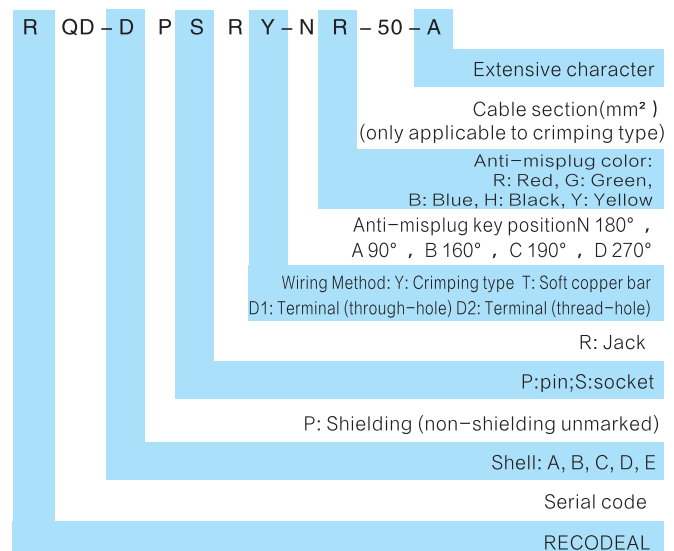 R QD-D P S R Y-N R-50-A
Extensive character
Cable section(mm²)
(only applicable to crimping type)
Anti-misplug color:
R: Red, G: Green,
B: Blue, H: Black, Y: Yellow
Anti-misplug key positionN 180°,
A 90°, B 160°, C 190°, D 270°
Wiring Method: Y: Crimping type T: Soft copper bar
D1: Terminal (through-hole) D2: Terminal (thread-hole)
R: Jack
P:pin;S:socket
P: Shielding (non-shielding unmarked)
Shell: A, B, C, D, E
Serial code
RECODEAL